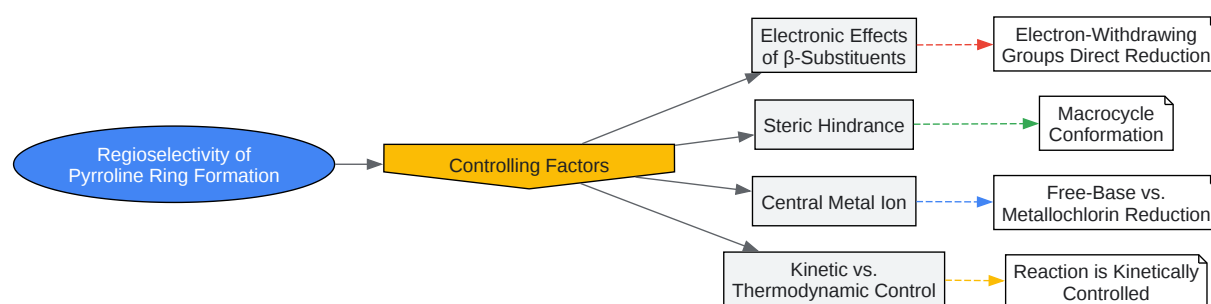 Regioselectivity of
Pyrroline Ring Formation
Controlling Factors
Electronic Effects
of β-Substituents
Electron-Withdrawing
Groups Direct Reduction
Steric Hindrance
Macrocycle
Conformation
Central Metal Ion
Free-Base vs.
Metallochlorin Reduction
Kinetic vs.
Thermodynamic Control
Reaction is Kinetically
Controlled